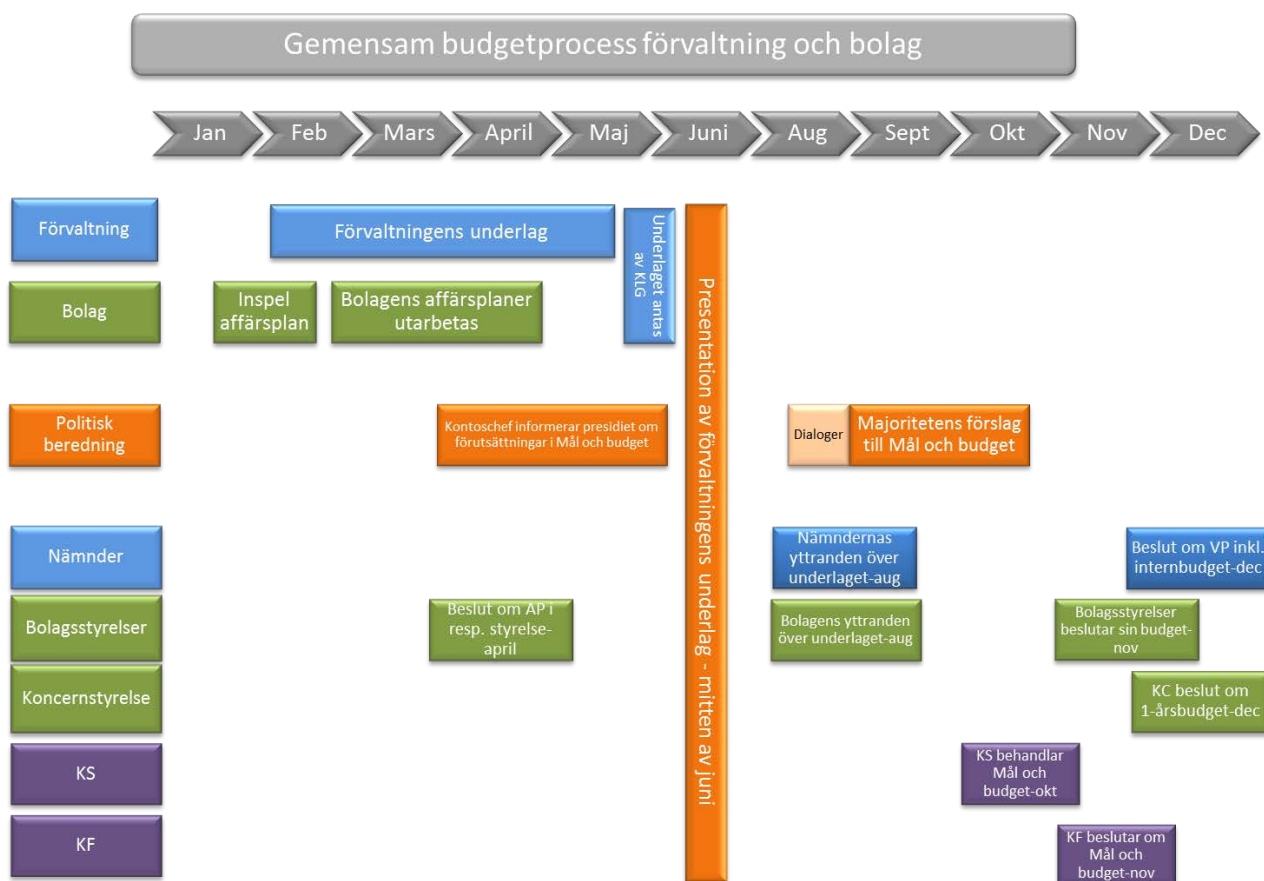 Gemensam budgetprocess förvaltning och bolag
Jan Feb Mars April Maj Juni Aug Sept Okt Nov Dec
Förvaltning
Förvaltningens underlag
Underlaget antas
av KLG
Presentation av förvaltningens underlag - mitten av juni
Bolag
Inspel
affärsplan
Bolagens affärsplaner
utarbetas
Politisk
beredning
Kontoschef informerar presidiet om
förutsättningar i Mål och budget
Dialoger
Majoritetens förslag
till Mål och budget
Nämnder
Nämndernas
yttranden över
underlaget-aug
Beslut om VP inkl.
internbudget-dec
Bolagsstyrelser
Beslut om AP i
resp. styrelse-
april
Bolagens yttranden
över underlaget-aug
Bolagsstyrelser
beslutar sin budget-
nov
Koncernstyrelse
KC beslut om
1-årsbudget-dec
KS
KS behandlar
Mål och
budget-okt
KF
KF beslutar om
Mål och
budget-nov